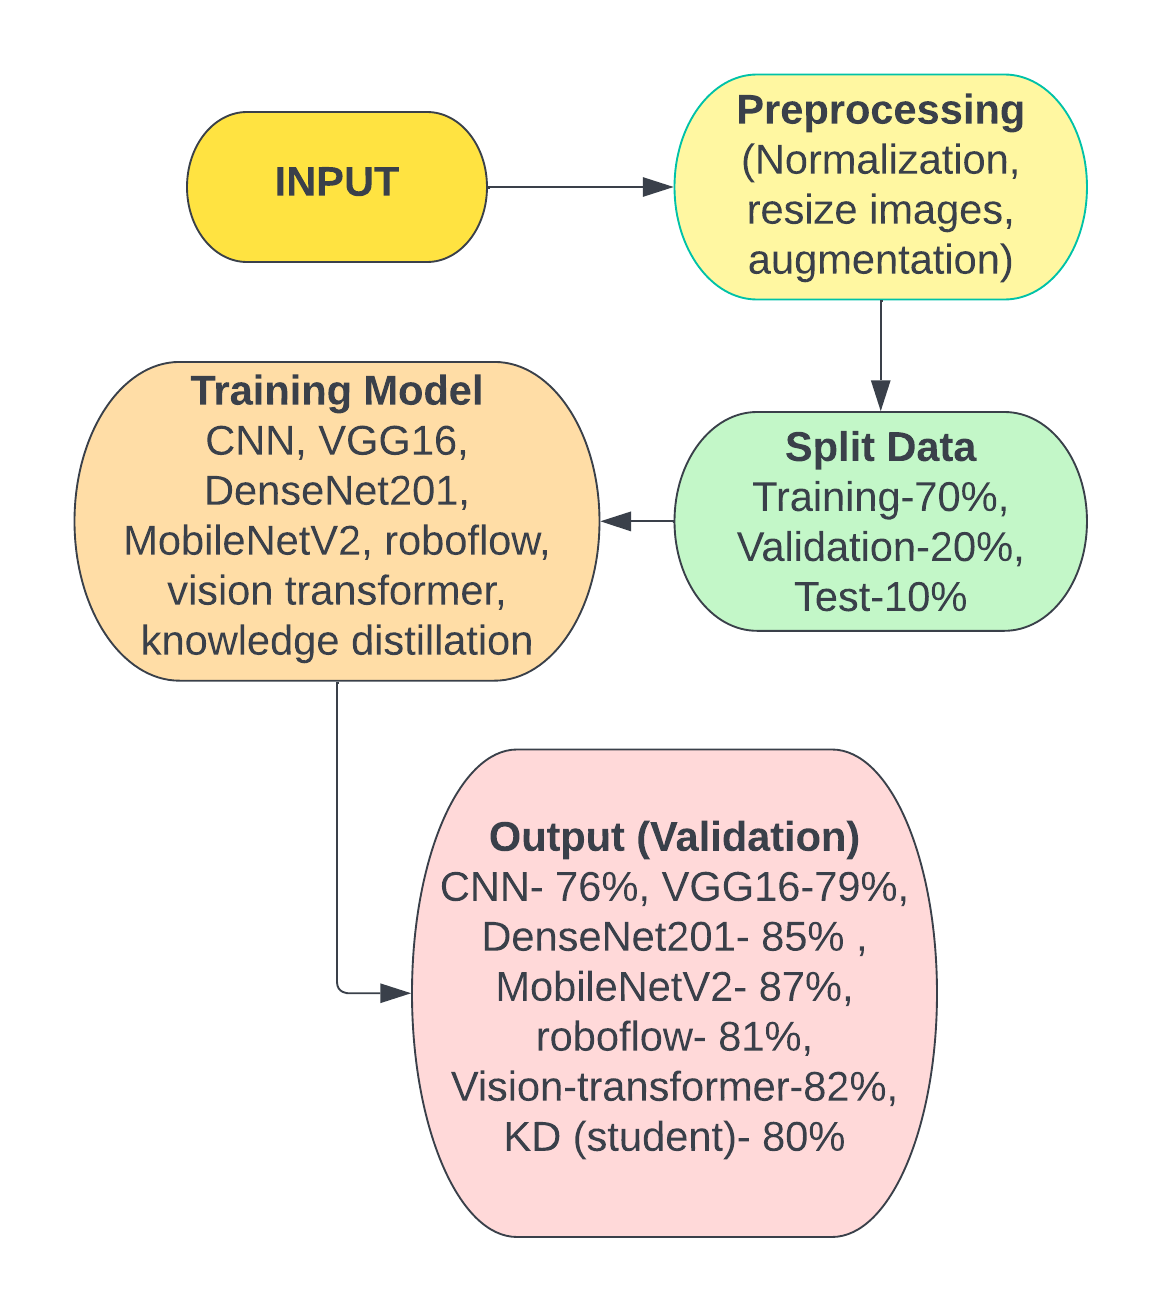 INPUT
Preprocessing
(Normalization,
resize images,
augmentation)
Split Data
Training-70%,
Validation-20%,
Test-10%
Training Model
CNN, VGG16,
DenseNet201,
MobileNetV2, roboflow,
vision transformer,
knowledge distillation
Output (Validation)
CNN- 76%, VGG16-79%,
DenseNet201- 85% ,
MobileNetV2- 87%,
roboflow- 81%,
Vision-transformer-82%,
KD (student)- 80%